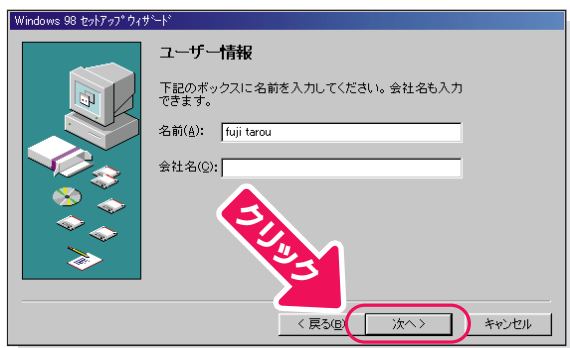 Windows 98 ｾｯﾄｱｯﾌﾟ ｳｨｻﾞｰﾄﾞ
ユーザー情報
下記のボックスに名前を入力してください。会社名も入力
できます。
名前(A): fuji tarou
会社名(C):
クリック
< 戻る(B) 次へ > キャンセル